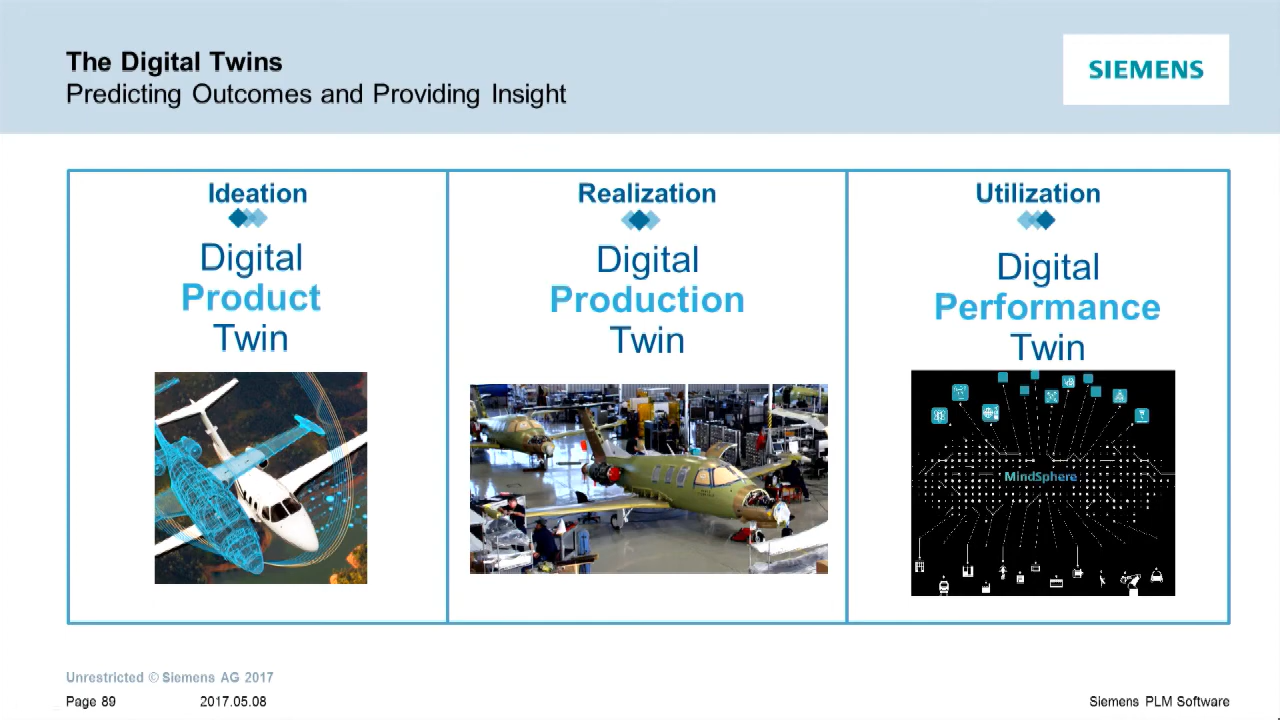 The Digital Twins
Predicting Outcomes and Providing Insight
SIEMENS
Ideation
Digital
Product
Twin
Realization
Digital
Production
Twin
Utilization
Digital
Performance
Twin
MindSphere
Unrestricted © Siemens AG 2017
Page 89
2017.05.08
Siemens PLM Software